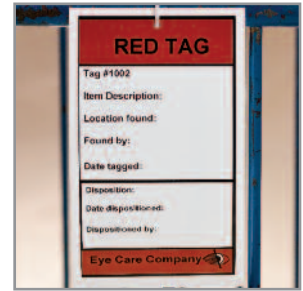 RED TAG
Tag #1002
Item Description:
Location found:
Found by:
Date tagged:
Disposition:
Date dispositioned:
Dispositioned by:
Eye Care Company